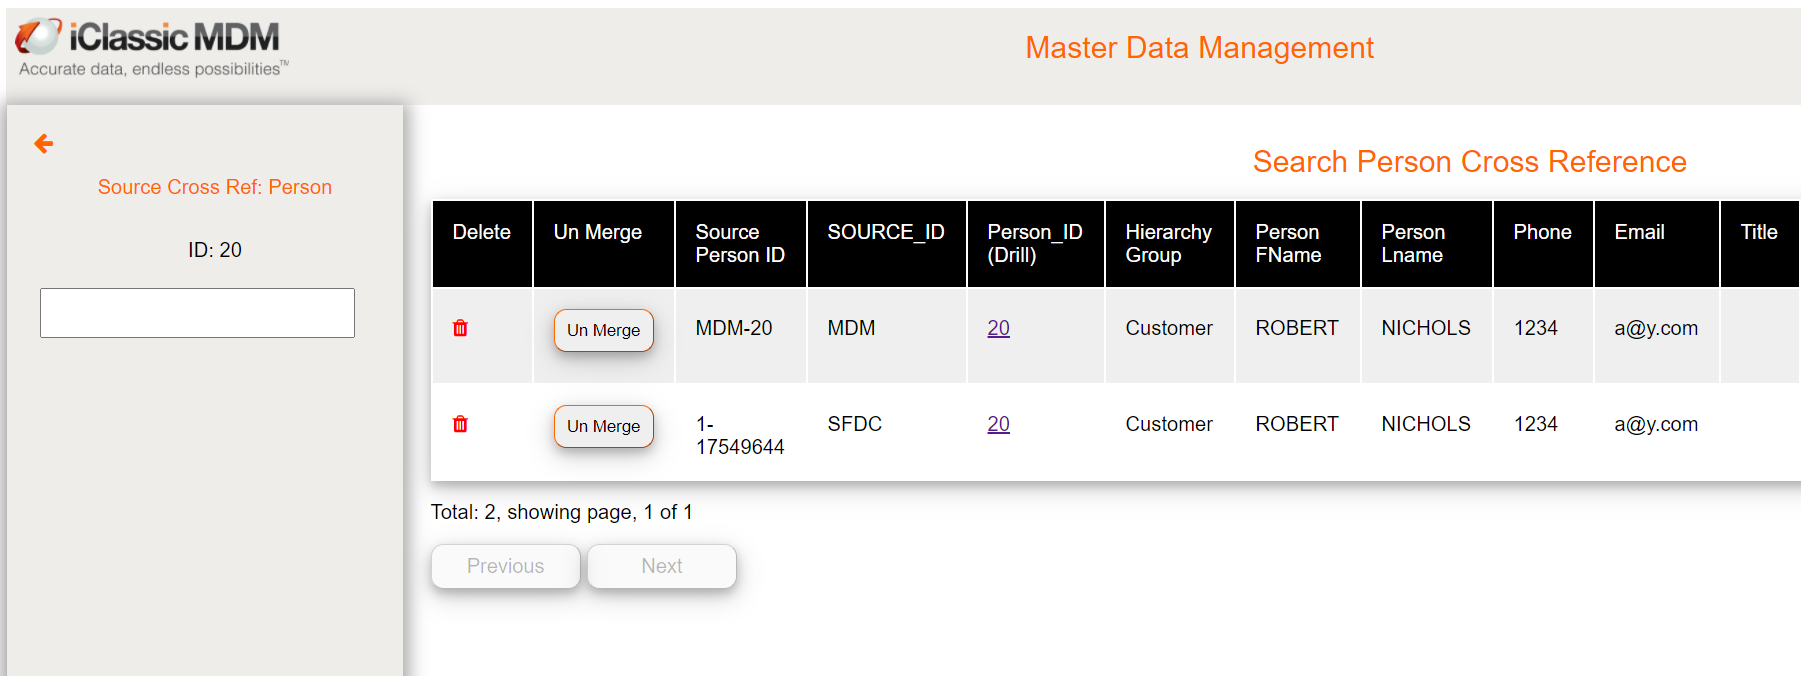 iClassic MDM
Accurate data, endless possibilities™
Master Data Management
Source Cross Ref: Person
ID: 20
Search Person Cross Reference
Delete Un Merge Source Person ID SOURCE_ID Person_ID (Drill) Hierarchy Group Person FName Person Lname Phone Email Title
Un Merge MDM-20 MDM 20 Customer ROBERT NICHOLS 1234 a@y.com
Un Merge 1-17549644 SFDC 20 Customer ROBERT NICHOLS 1234 a@y.com
Total: 2, showing page, 1 of 1
Previous Next